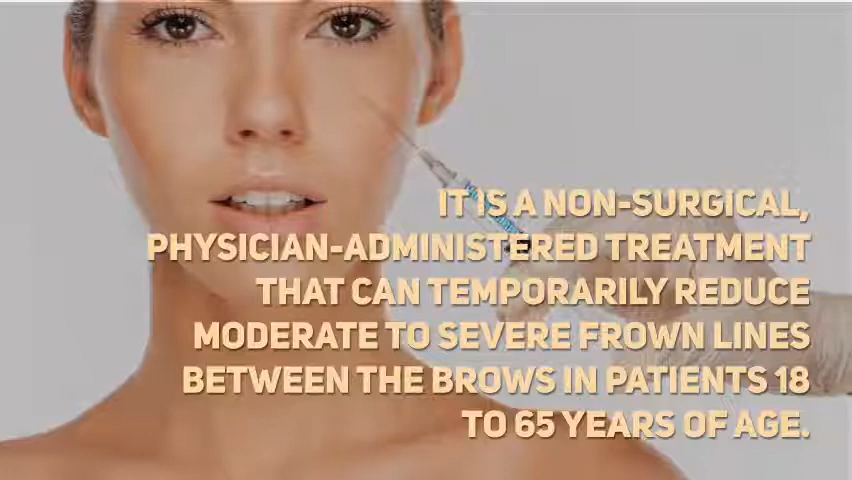 IT IS A NON-SURGICAL,
PHYSICIAN-ADMINISTERED TREATMENT
THAT CAN TEMPORARILY REDUCE
MODERATE TO SEVERE FROWN LINES
BETWEEN THE BROWS IN PATIENTS 18
TO 65 YEARS OF AGE.